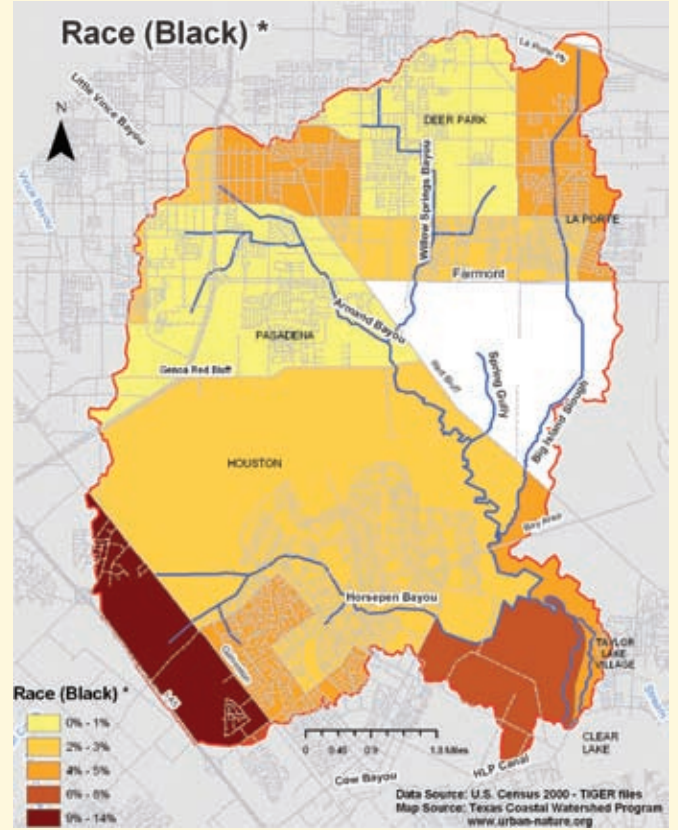 Race (Black) *
La Porte
Little Vince Bayou
N
Vince Bayou
DEER PARK
Willow Springs Bayou
LA PORTE
Fairmont
Armand Bayou
PASADENA
Genoa Red Bluff
Red Bluff
Spring Gully
Big Island Slough
HOUSTON
Bay Area
Horsepen Bayou
TAYLOR
LAKE
VILLAGE
Galveston
I-45
CLEAR
LAKE
HLP Canal
Cow Bayou
Race (Black) *
0% - 1%
2% - 3%
4% - 5%
6% - 8%
9% - 14%
0 0.45 0.9 1.8 Miles
Data Source: U.S. Census 2000 - TIGER files
Map Source: Texas Coastal Watershed Program
www.urban-nature.org